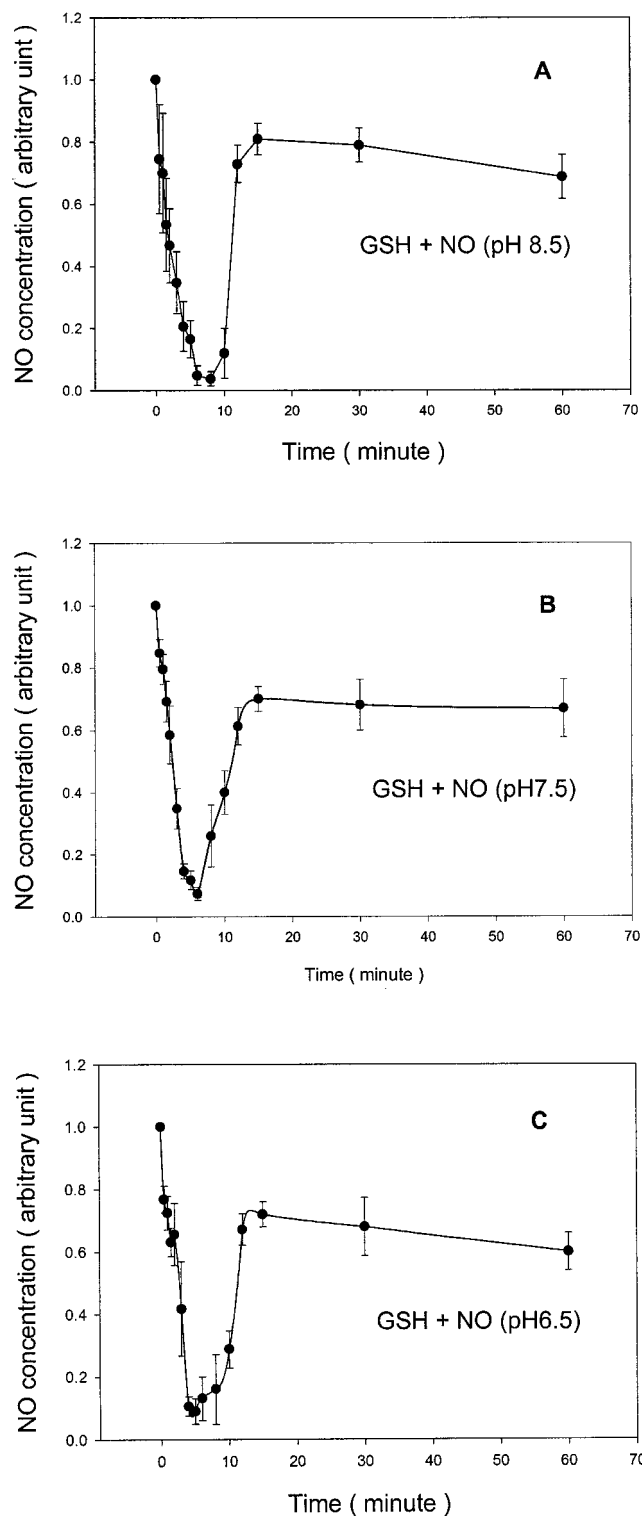 1.2
A
1.0
0.8
0.6
0.4
0.2
0.0
NO concentration ( arbitrary uint )
GSH + NO (pH 8.5)
0 10 20 30 40 50 60 70
Time ( minute )
1.2
B
1.0
0.8
0.6
0.4
0.2
0.0
NO concentration ( arbitrary unit )
GSH + NO (pH7.5)
0 10 20 30 40 50 60 70
Time ( minute )
1.2
C
1.0
0.8
0.6
0.4
0.2
0.0
NO concentration ( arbitrary unit )
GSH + NO (pH6.5)
0 10 20 30 40 50 60 70
Time ( minute )